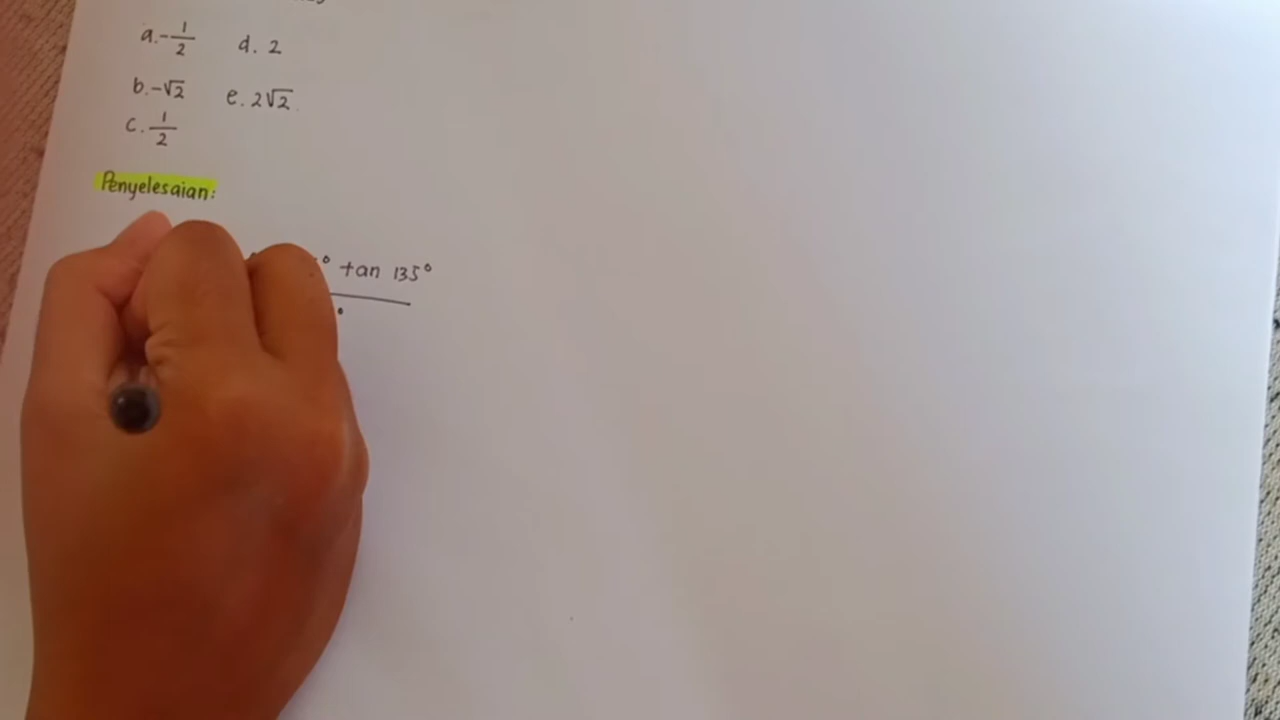 a. -1/2 d. 2
b. -√2 e. 2√2
c. 1/2
Penyelesaian:
° tan 135°